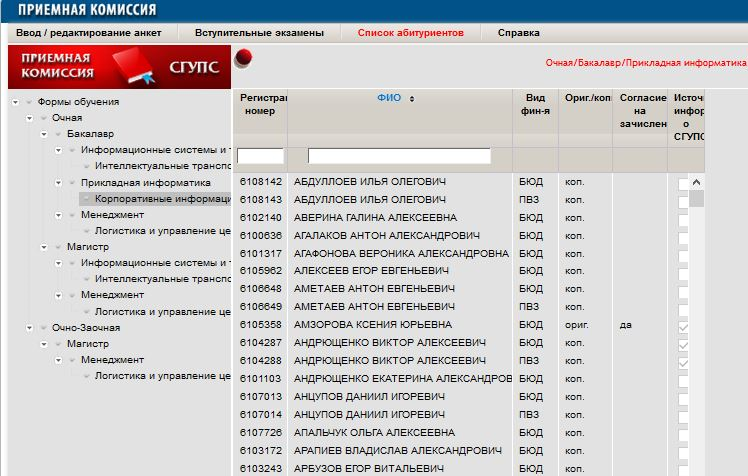 ПРИЕМНАЯ КОМИССИЯ
Ввод / редактирование анкет Вступительные экзамены Список абитуриентов Справка
ПРИЕМНАЯ
КОМИССИЯ
СГУПС
Очная/Бакалавр/Прикладная информатика
Формы обучения
Очная
Бакалавр
Информационные системы и т
Интеллектуальные транспо
Прикладная информатика
Корпоративные информаци
Менеджмент
Логистика и управление це
Магистр
Информационные системы и т
Интеллектуальные транспо
Менеджмент
Логистика и управление це
Очно-Заочная
Магистр
Менеджмент
Логистика и управление це
Регистрац номер
ФИО
Вид фин-я
Ориг./коп
Согласие на зачислен
Источ инфор о СГУПС
6108142 АБДУЛЛОЕВ ИЛЬЯ ОЛЕГОВИЧ БЮД коп.
6108143 АБДУЛЛОЕВ ИЛЬЯ ОЛЕГОВИЧ ПВЗ коп.
6102140 АВЕРИНА ГАЛИНА АЛЕКСЕЕВНА БЮД коп.
6100636 АГАЛАКОВ АНТОН АЛЕКСАНДРОВИЧ БЮД коп.
6101317 АГАФОНОВА ВЕРОНИКА АЛЕКСАНДРОВНА БЮД коп.
6105962 АЛЕКСЕЕВ ЕГОР ЕВГЕНЬЕВИЧ БЮД коп.
6106648 АМЕТАЕВ АНТОН ЕВГЕНЬЕВИЧ БЮД коп.
6106649 АМЕТАЕВ АНТОН ЕВГЕНЬЕВИЧ ПВЗ коп.
6105358 АМЗОРОВА КСЕНИЯ ЮРЬЕВНА БЮД ориг. да
6104287 АНДРЮЩЕНКО ВИКТОР АЛЕКСЕЕВИЧ БЮД коп.
6104288 АНДРЮЩЕНКО ВИКТОР АЛЕКСЕЕВИЧ ПВЗ коп.
6101103 АНДРЮЩЕНКО ЕКАТЕРИНА АЛЕКСАНДРОВ БЮД коп.
6107013 АНЦУПОВ ДАНИИЛ ИГОРЕВИЧ БЮД коп.
6107014 АНЦУПОВ ДАНИИЛ ИГОРЕВИЧ ПВЗ коп.
6107726 АПАЛЬЧУК ОЛЬГА АЛЕКСЕЕВНА БЮД коп.
6103172 АРАПИЕВ ВЛАДИСЛАВ АЛЕКСАНДРОВИЧ БЮД коп.
6103243 АРБУЗОВ ЕГОР ВИТАЛЬЕВИЧ БЮД коп.